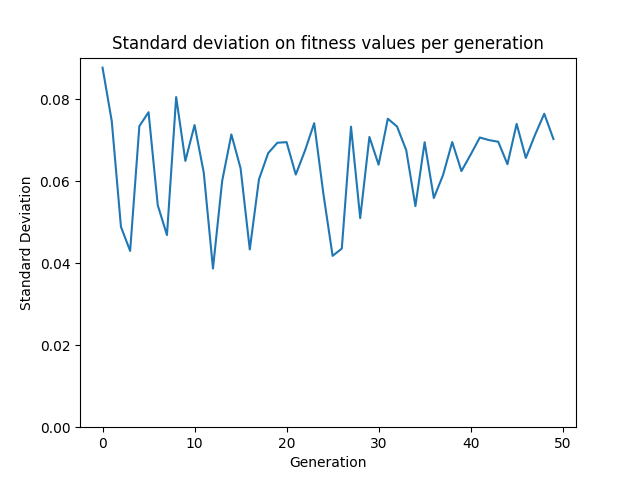 Standard deviation on fitness values per generation
Standard Deviation
0.08
0.06
0.04
0.02
0.00
0 10 20 30 40 50
Generation